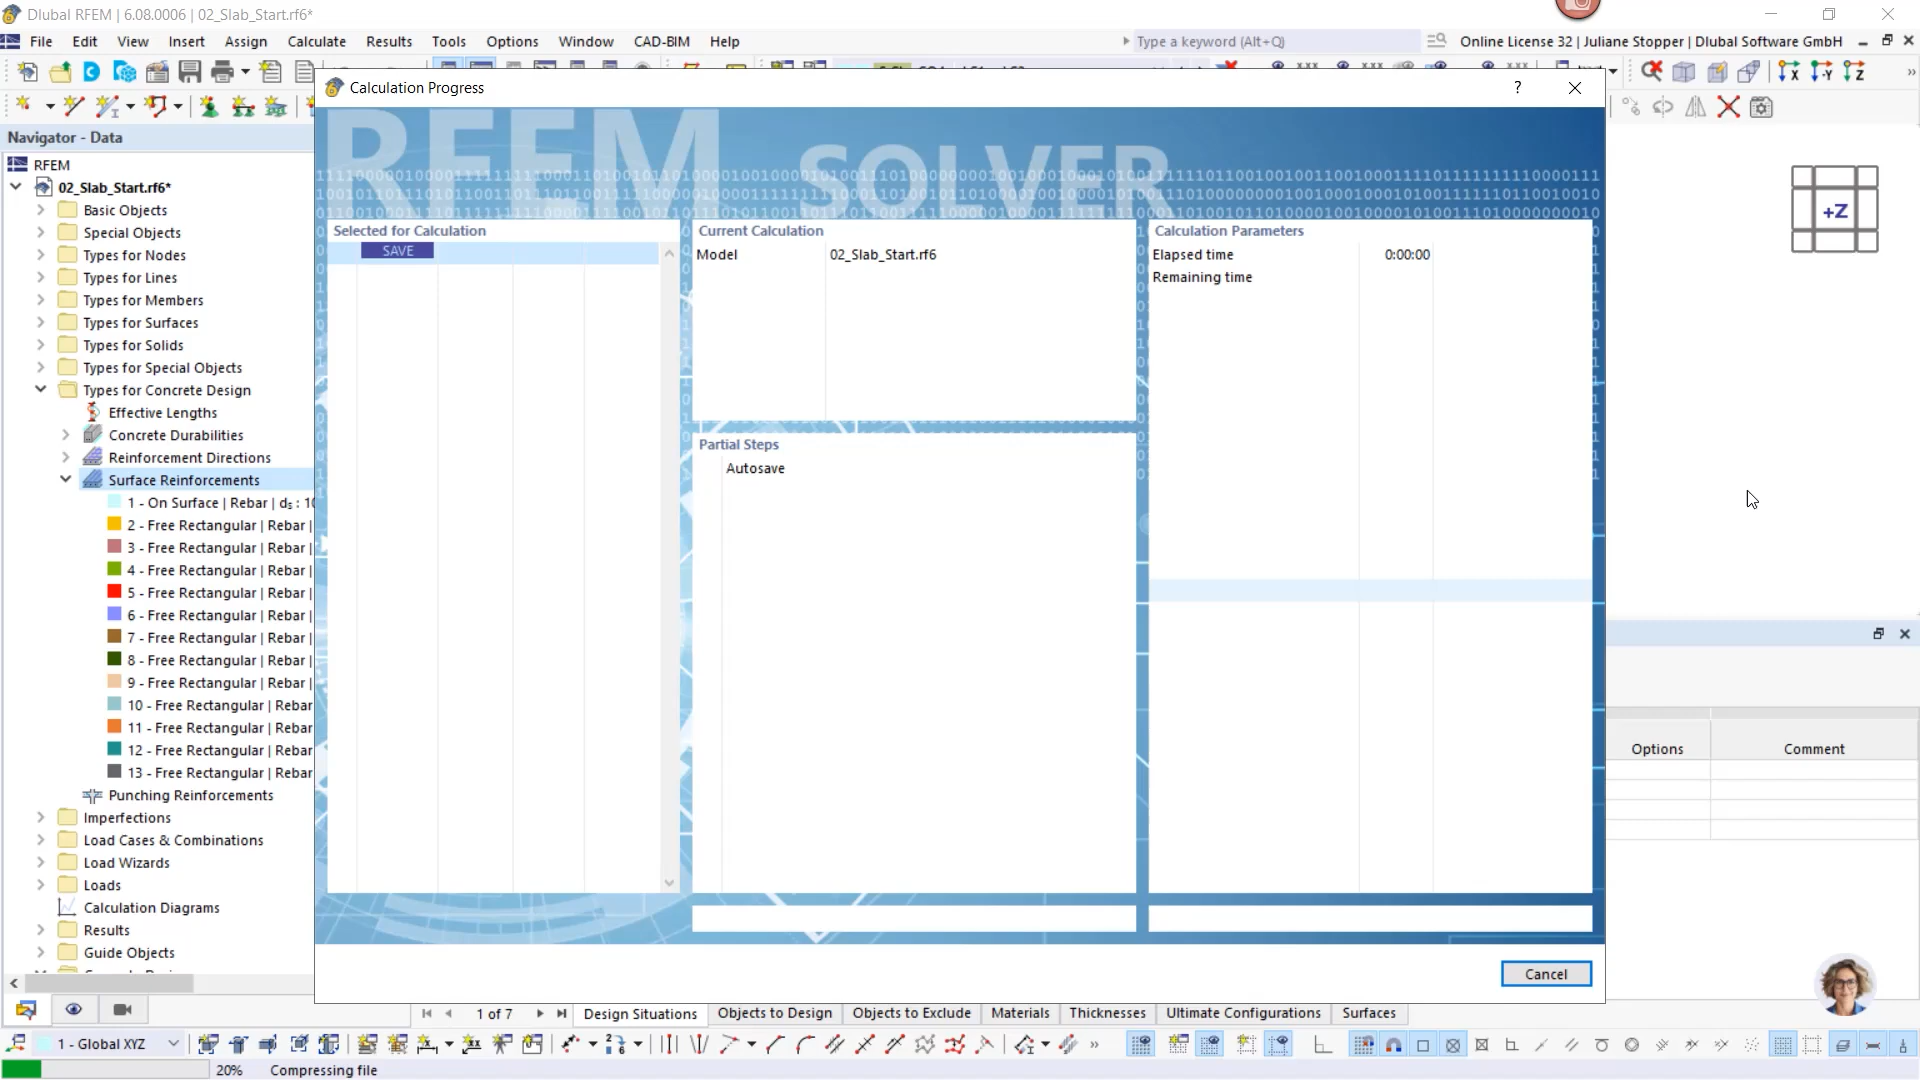 Dlubal RFEM | 6.08.0006 | 02_Slab_Start.rf6*
File Edit View Insert Assign Calculate Results Tools Options Window CAD-BIM Help
Type a keyword (Alt+Q)
Online License 32 | Juliane Stopper | Dlubal Software GmbH
Calculation Progress
?
Navigator - Data
RFEM SOLVER
RFEM
02_Slab_Start.rf6*
Basic Objects
Special Objects
Types for Nodes
Types for Lines
Types for Members
Types for Surfaces
Types for Solids
Types for Special Objects
Types for Concrete Design
Effective Lengths
Concrete Durabilities
Reinforcement Directions
Surface Reinforcements
1 - On Surface | Rebar | ds : 10
2 - Free Rectangular | Rebar |
3 - Free Rectangular | Rebar |
4 - Free Rectangular | Rebar |
5 - Free Rectangular | Rebar |
6 - Free Rectangular | Rebar |
7 - Free Rectangular | Rebar |
8 - Free Rectangular | Rebar |
9 - Free Rectangular | Rebar |
10 - Free Rectangular | Rebar
11 - Free Rectangular | Rebar
12 - Free Rectangular | Rebar
13 - Free Rectangular | Rebar
Punching Reinforcements
Imperfections
Load Cases & Combinations
Load Wizards
Loads
Calculation Diagrams
Results
Guide Objects
Selected for Calculation
SAVE
Current Calculation
Model 02_Slab_Start.rf6
Partial Steps
Autosave
Calculation Parameters
Elapsed time 0:00:00
Remaining time
+Z
Options Comment
Cancel
1 of 7 Design Situations Objects to Design Objects to Exclude Materials Thicknesses Ultimate Configurations Surfaces
1 - Global XYZ
20% Compressing file